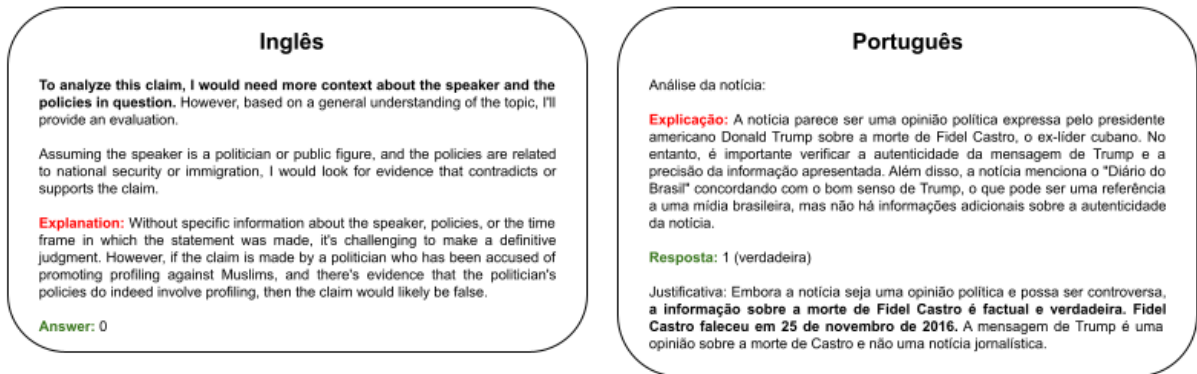 Inglês
To analyze this claim, I would need more context about the speaker and the
policies in question. However, based on a general understanding of the topic, I'll
provide an evaluation.
Assuming the speaker is a politician or public figure, and the policies are related
to national security or immigration, I would look for evidence that contradicts or
supports the claim.
Explanation: Without specific information about the speaker, policies, or the time
frame in which the statement was made, it's challenging to make a definitive
judgment. However, if the claim is made by a politician who has been accused of
promoting profiling against Muslims, and there's evidence that the politician's
policies do indeed involve profiling, then the claim would likely be false.
Answer: 0
Português
Análise da notícia:
Explicação: A notícia parece ser uma opinião política expressa pelo presidente
americano Donald Trump sobre a morte de Fidel Castro, o ex-líder cubano. No
entanto, é importante verificar a autenticidade da mensagem de Trump e a
precisão da informação apresentada. Além disso, a notícia menciona o "Diário do
Brasil" concordando com o bom senso de Trump, o que pode ser uma referência
a uma mídia brasileira, mas não há informações adicionais sobre a autenticidade
da notícia.
Resposta: 1 (verdadeira)
Justificativa: Embora a notícia seja uma opinião política e possa ser controversa,
a informação sobre a morte de Fidel Castro é factual e verdadeira. Fidel
Castro faleceu em 25 de novembro de 2016. A mensagem de Trump é uma
opinião sobre a morte de Castro e não uma notícia jornalística.